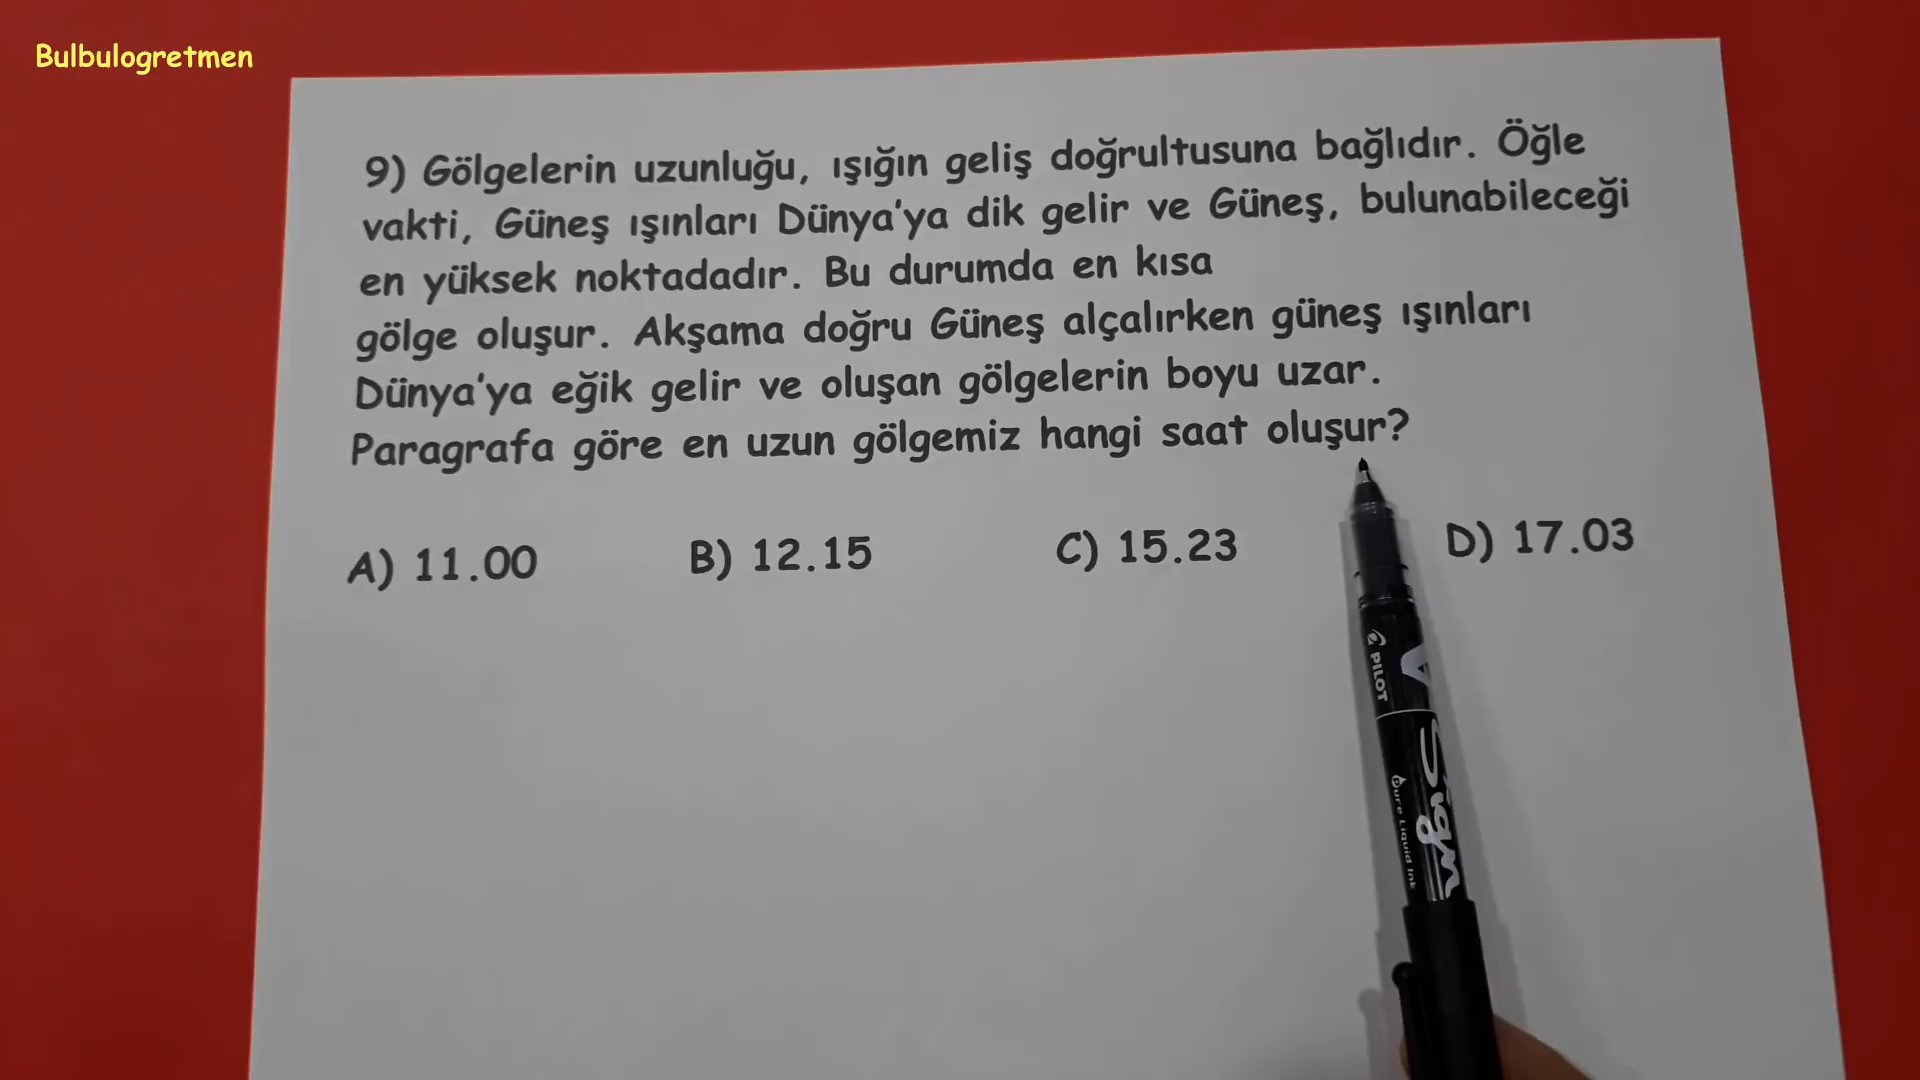 Bulbulogretmen
9) Gölgelerin uzunluğu, ışığın geliş doğrultusuna bağlıdır. Öğle
vakti, Güneş ışınları Dünya'ya dik gelir ve Güneş, bulunabileceği
en yüksek noktadadır. Bu durumda en kısa
gölge oluşur. Akşama doğru Güneş alçalırken güneş ışınları
Dünya'ya eğik gelir ve oluşan gölgelerin boyu uzar.
Paragrafa göre en uzun gölgemiz hangi saat oluşur?
A) 11.00 B) 12.15 C) 15.23 D) 17.03
PILOT
Pure Liquid Ink